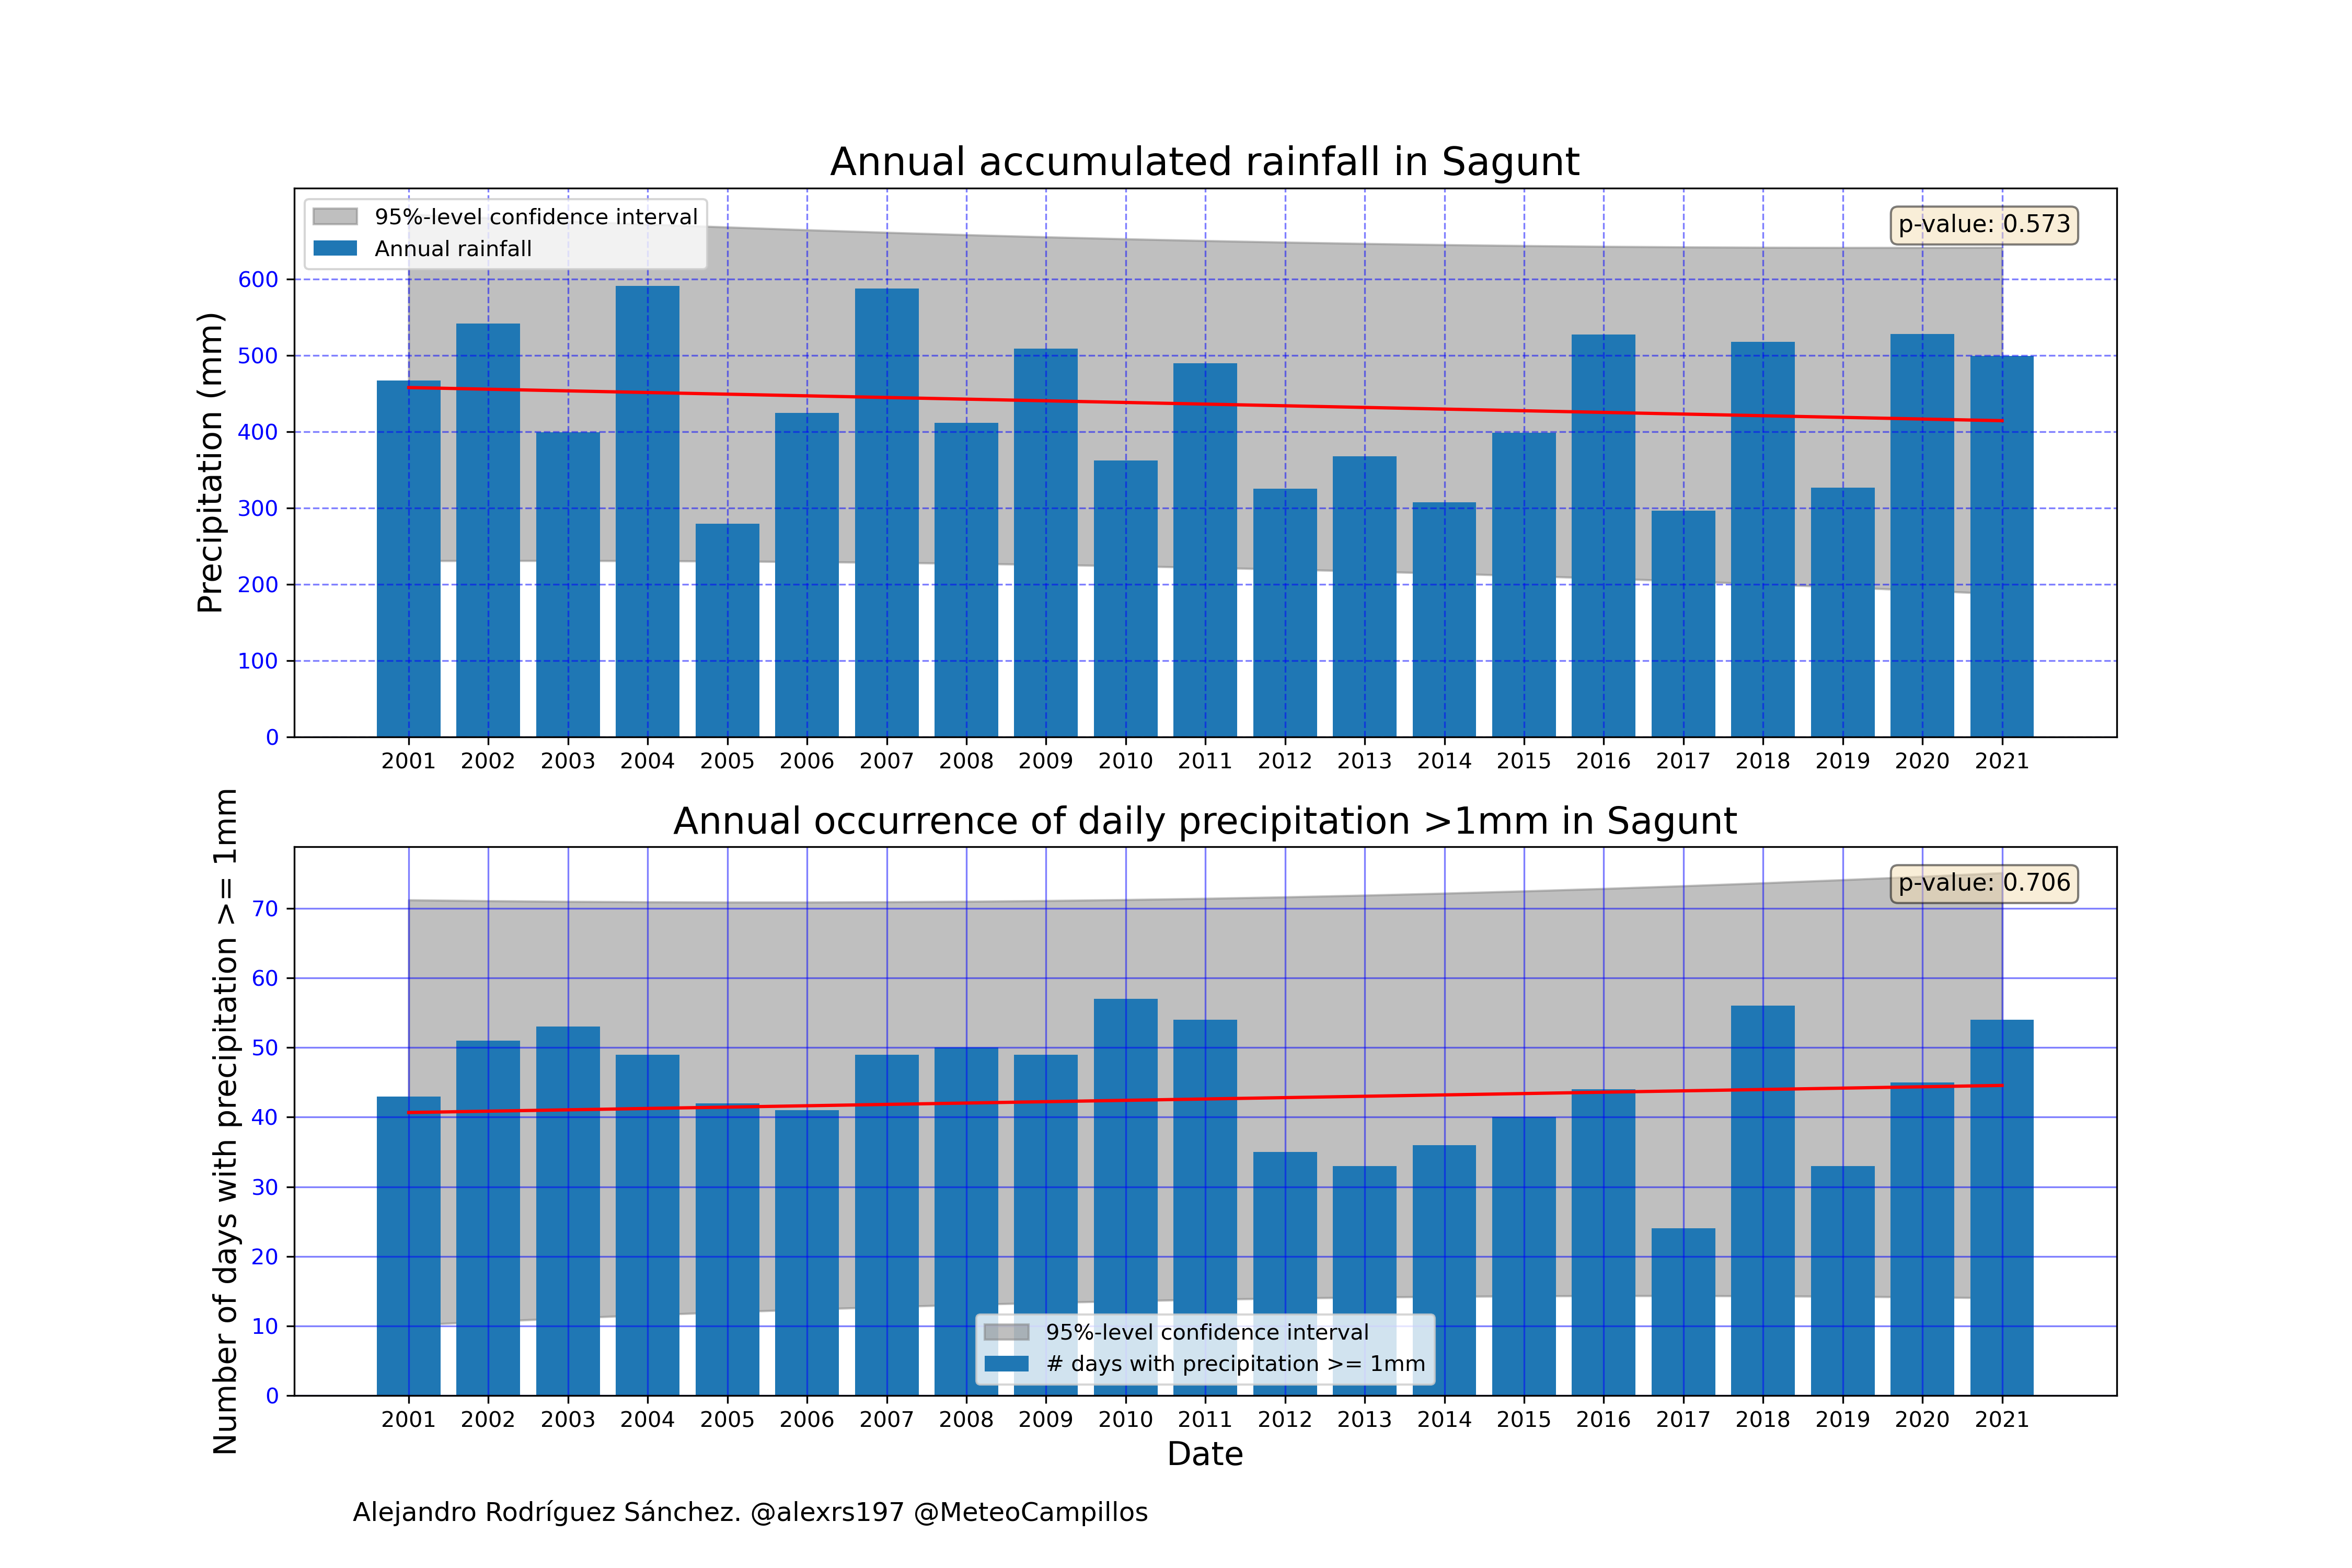 Annual accumulated rainfall in Sagunt
95%-level confidence interval
Annual rainfall
p-value: 0.573
Precipitation (mm)
600
500
400
300
200
100
0
2001 2002 2003 2004 2005 2006 2007 2008 2009 2010 2011 2012 2013 2014 2015 2016 2017 2018 2019 2020 2021
Annual occurrence of daily precipitation >1mm in Sagunt
p-value: 0.706
Number of days with precipitation >= 1mm
70
60
50
40
30
20
10
0
95%-level confidence interval
# days with precipitation >= 1mm
2001 2002 2003 2004 2005 2006 2007 2008 2009 2010 2011 2012 2013 2014 2015 2016 2017 2018 2019 2020 2021
Date
Alejandro Rodríguez Sánchez. @alexrs197 @MeteoCampillos